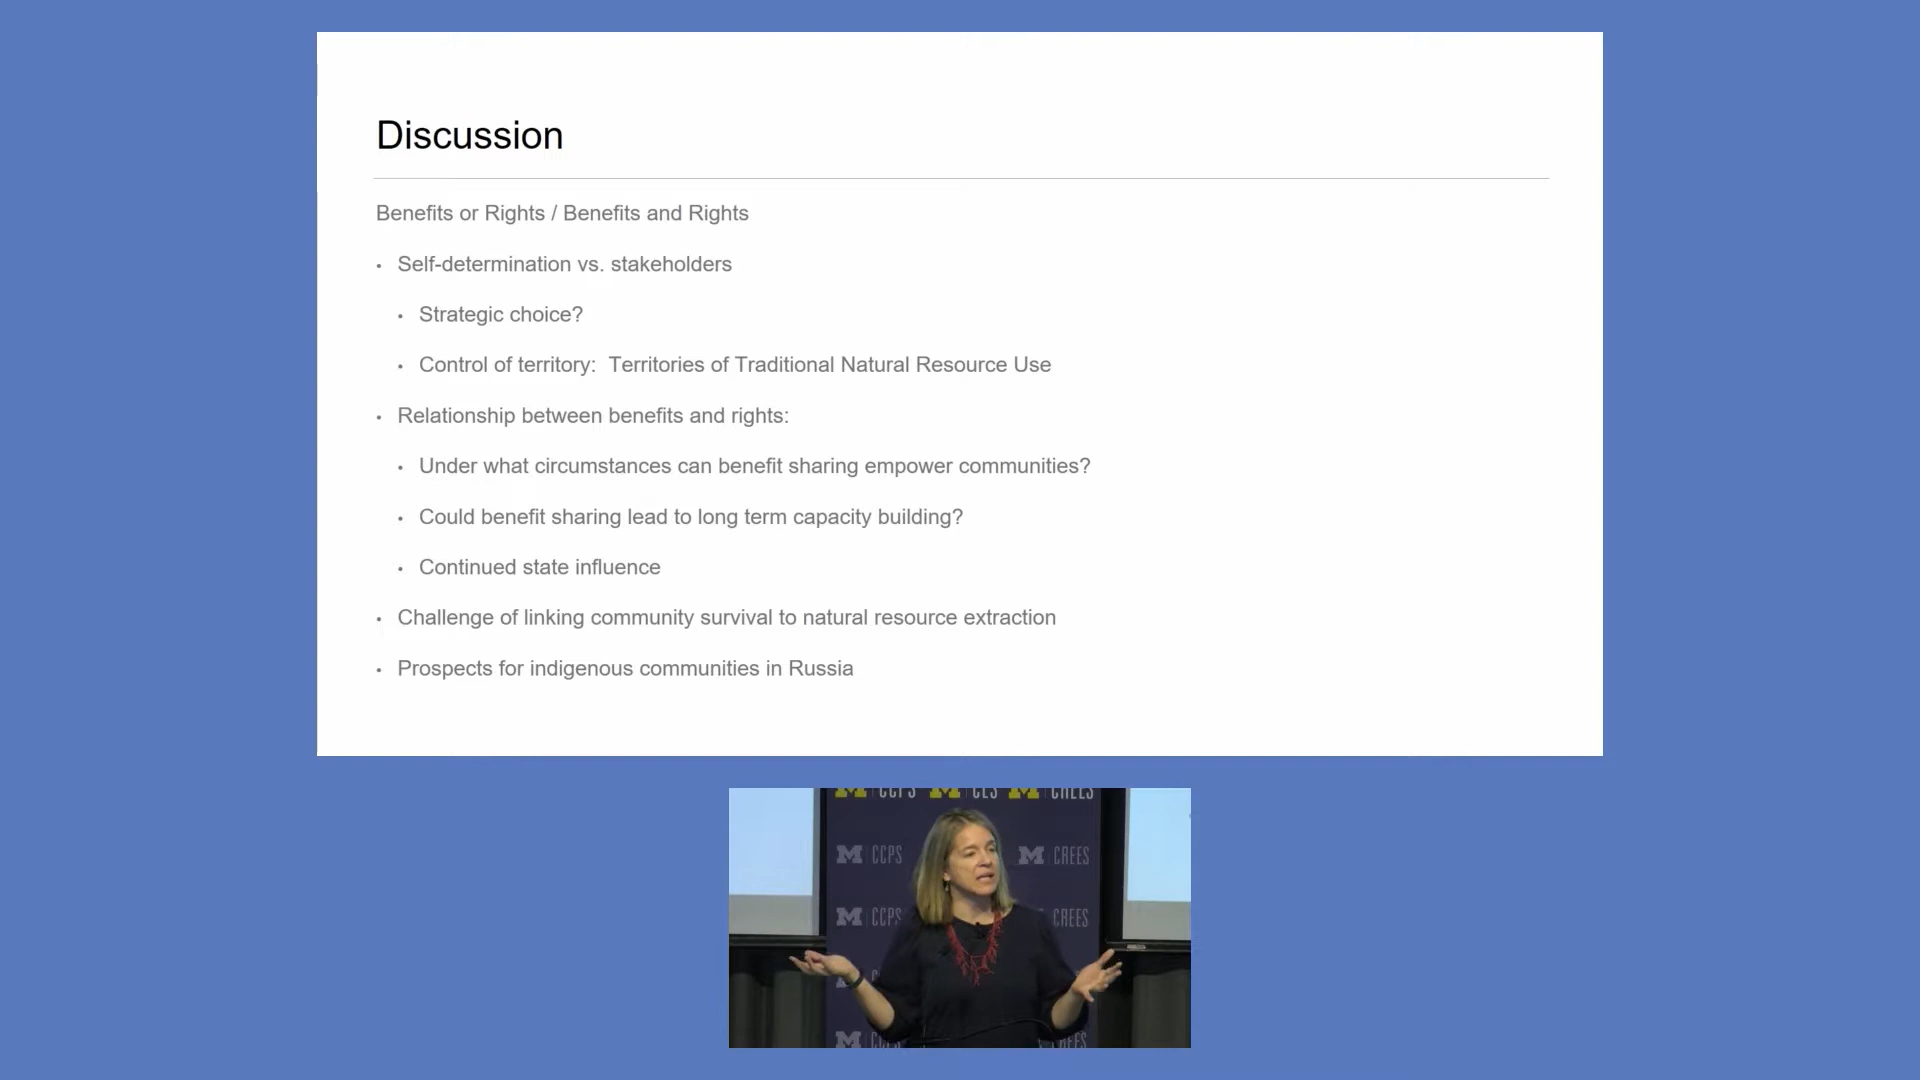 Discussion
Benefits or Rights / Benefits and Rights
• Self-determination vs. stakeholders
• Strategic choice?
• Control of territory:  Territories of Traditional Natural Resource Use
• Relationship between benefits and rights:
• Under what circumstances can benefit sharing empower communities?
• Could benefit sharing lead to long term capacity building?
• Continued state influence
• Challenge of linking community survival to natural resource extraction
• Prospects for indigenous communities in Russia
M CCPS M CES M CREES
M CCPS M CREES
M CCPS CREES
M